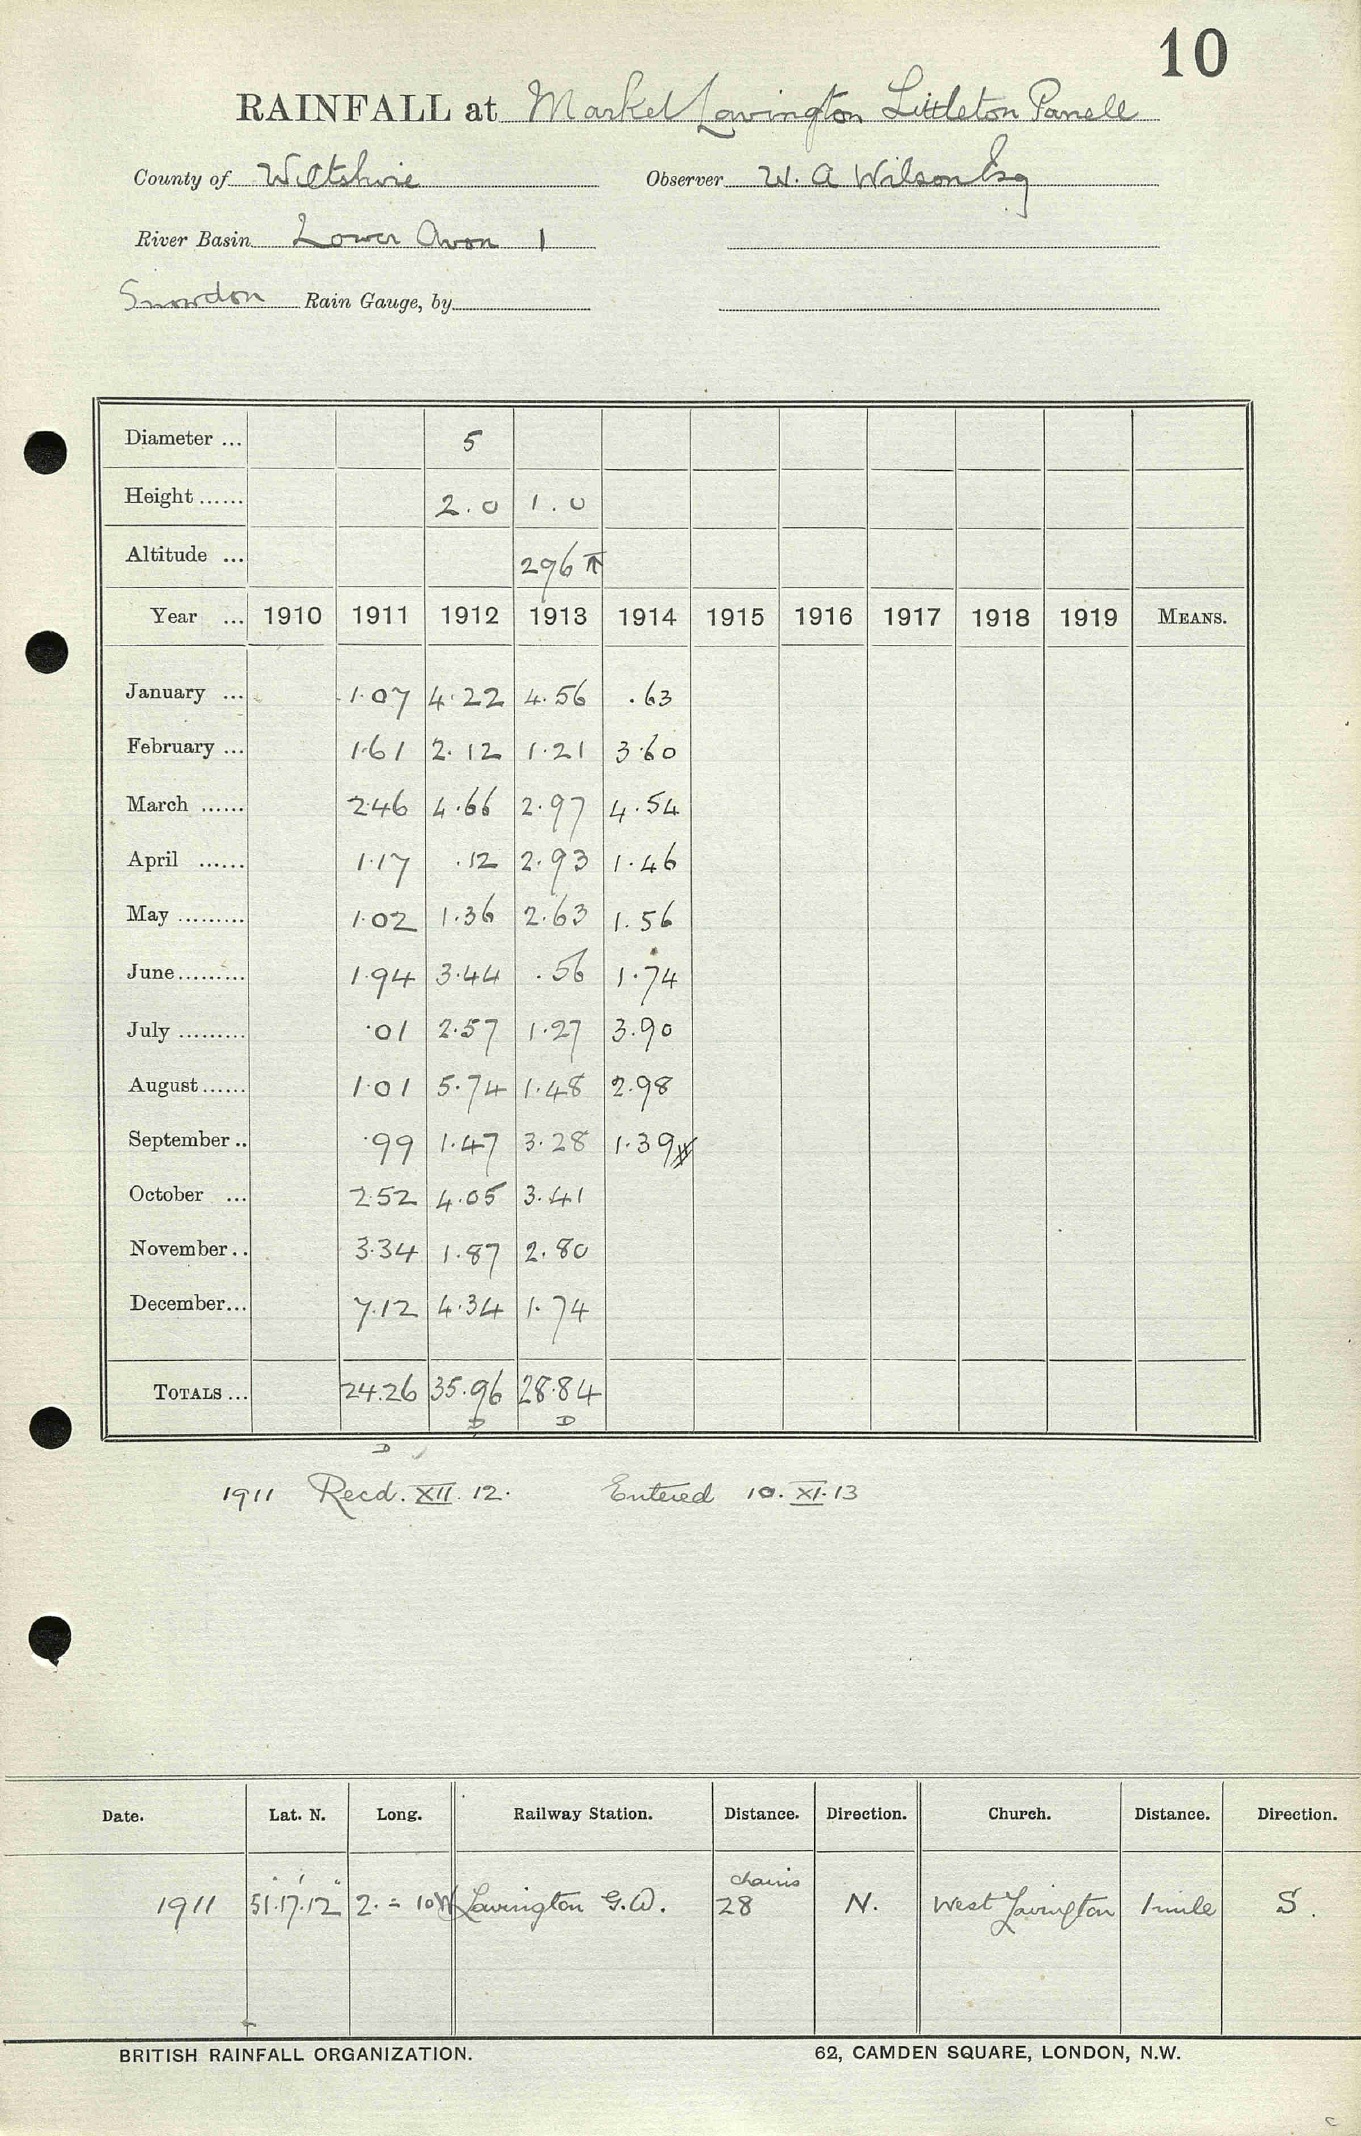 10
RAINFALL at Market Lavington Littleton Panell
County of Wiltshire Observer W. A Wilson Esq
River Basin Lower Avon 1
Snowdon Rain Gauge, by
Diameter ... 5
Height ...... 2.0 1.0
Altitude ... 296
Year ... 1910 1911 1912 1913 1914 1915 1916 1917 1918 1919 MEANS.
January ... 1.07 4.22 4.56 .63
February ... 1.61 2.12 1.21 3.60
March ...... 2.46 4.66 2.97 4.54
April ...... 1.17 .12 2.93 1.46
May ......... 1.02 1.36 2.63 1.56
June......... 1.94 3.44 .56 1.74
July ......... .01 2.57 1.27 3.90
August...... 1.01 5.74 1.48 2.98
September .. .99 1.47 3.28 1.39
October ... 2.52 4.05 3.41
November .. 3.34 1.87 2.80
December... 7.12 4.34 1.74
TOTALS ... 24.26 35.96 28.84
D D
D
1911 Recd. XII. 12. Entered 10. XI. 13
Date. Lat. N. Long. Railway Station. Distance. Direction. Church. Distance. Direction.
chains
1911 51°.17'.12" 2. = 10W Lavington G.W. 28 N. West Lavington 1 mile S.
BRITISH RAINFALL ORGANIZATION. 62, CAMDEN SQUARE, LONDON, N.W.
c